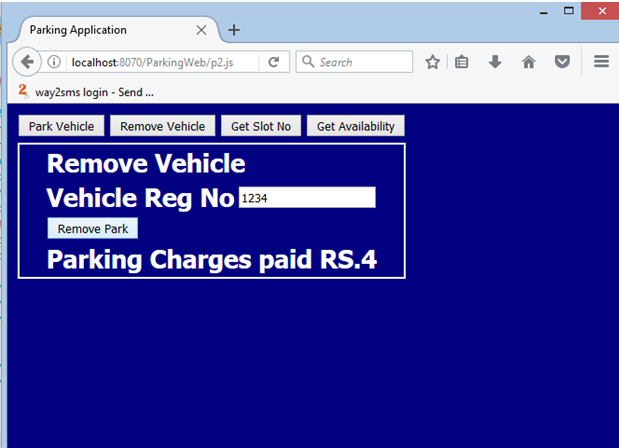 Parking Application
localhost:8070/ParkingWeb/p2.js
Search
way2sms login - Send ...
Park Vehicle Remove Vehicle Get Slot No Get Availability
Remove Vehicle
Vehicle Reg No 1234
Remove Park
Parking Charges paid RS.4